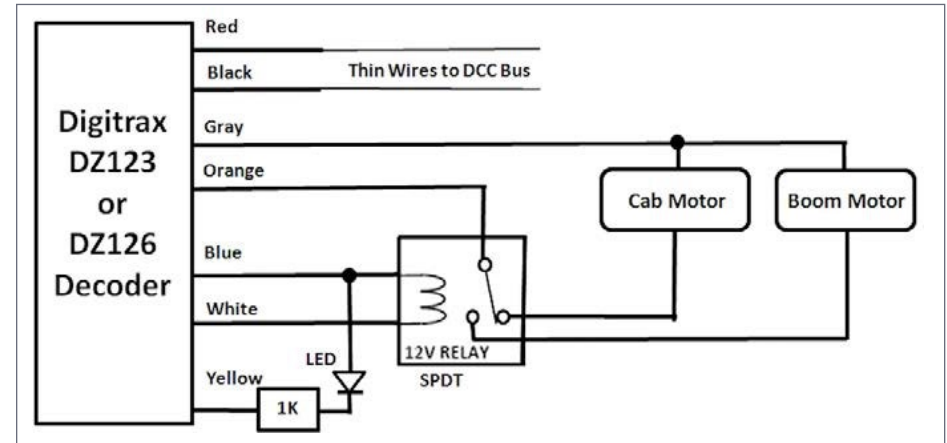 Red
Black
Thin Wires to DCC Bus
Digitrax
DZ123
or
DZ126
Decoder
Gray
Orange
Cab Motor
Boom Motor
Blue
White
12V RELAY
SPDT
LED
Yellow
1K